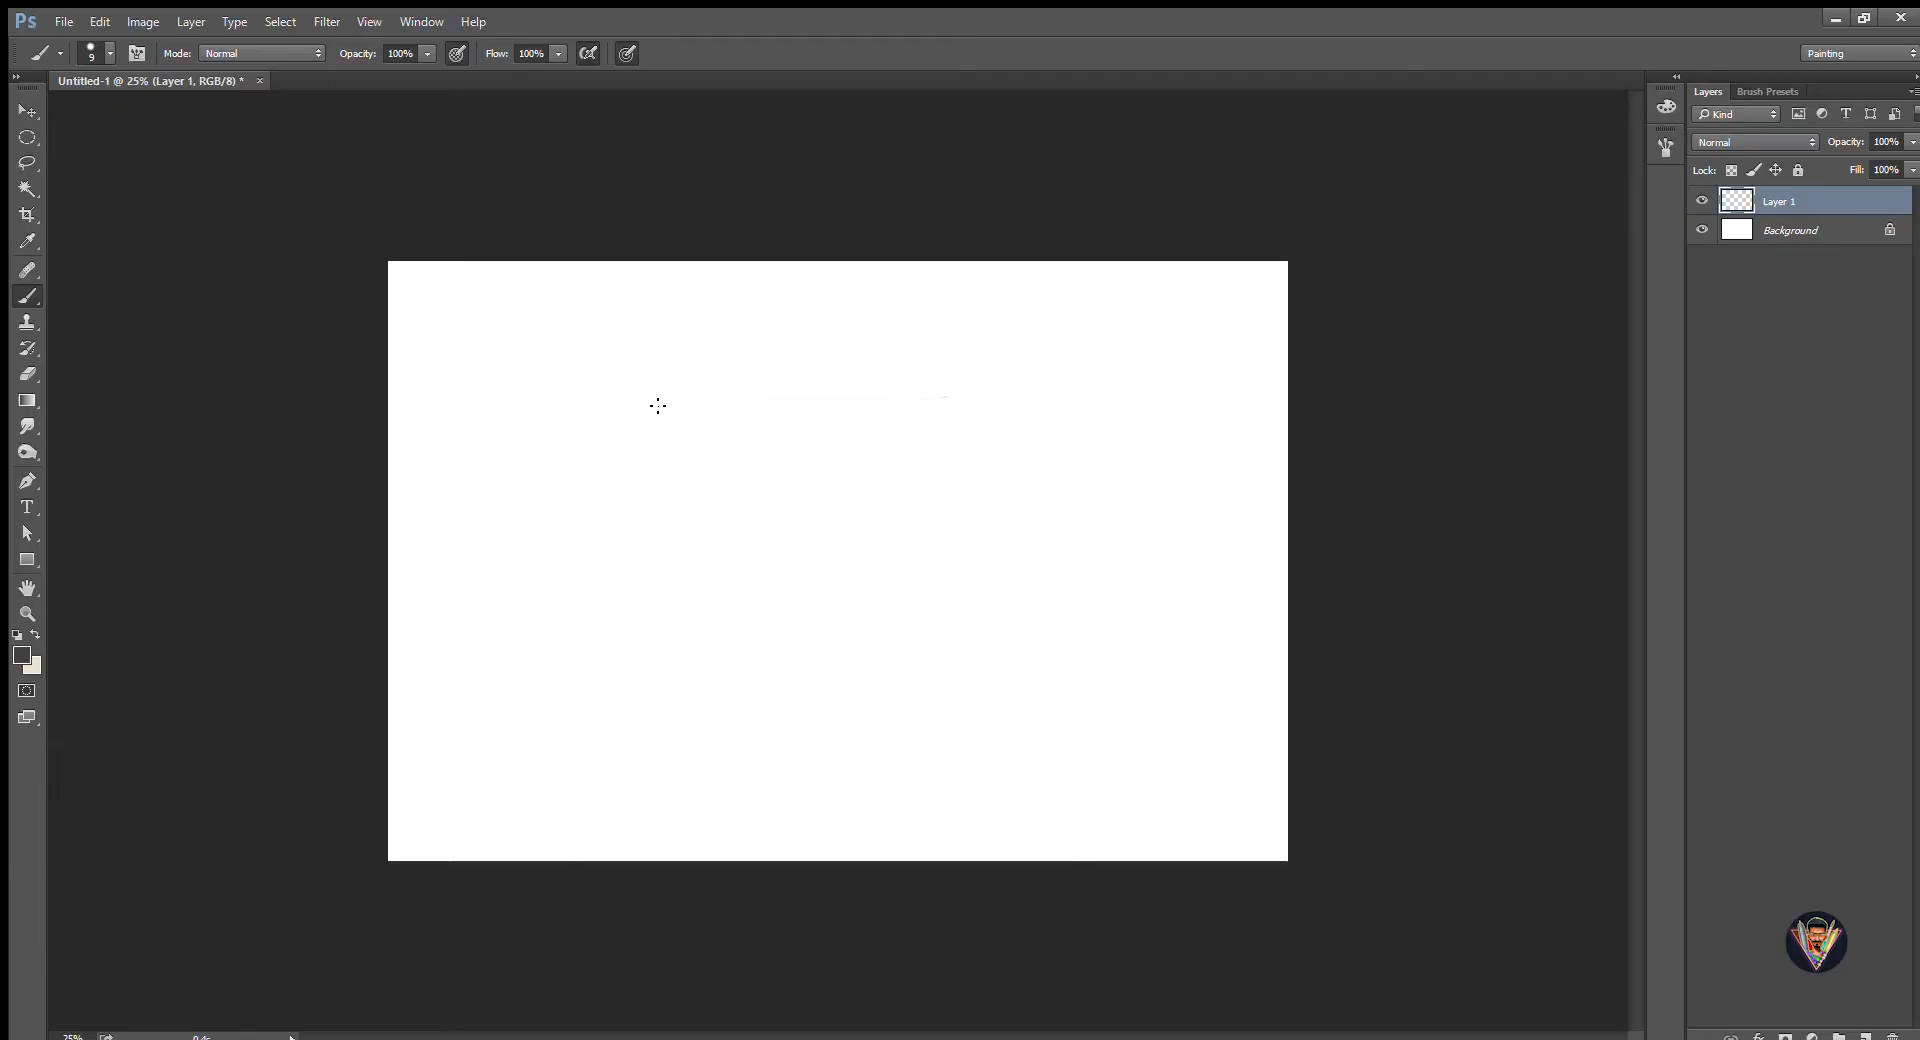 Ps File Edit Image Layer Type Select Filter View Window Help
9 Mode: Normal Opacity: 100% Flow: 100% Painting
Untitled-1 @ 25% (Layer 1, RGB/8) * ×
Layers Brush Presets
Kind
Normal Opacity: 100%
Lock: Fill: 100%
Layer 1
Background
25%